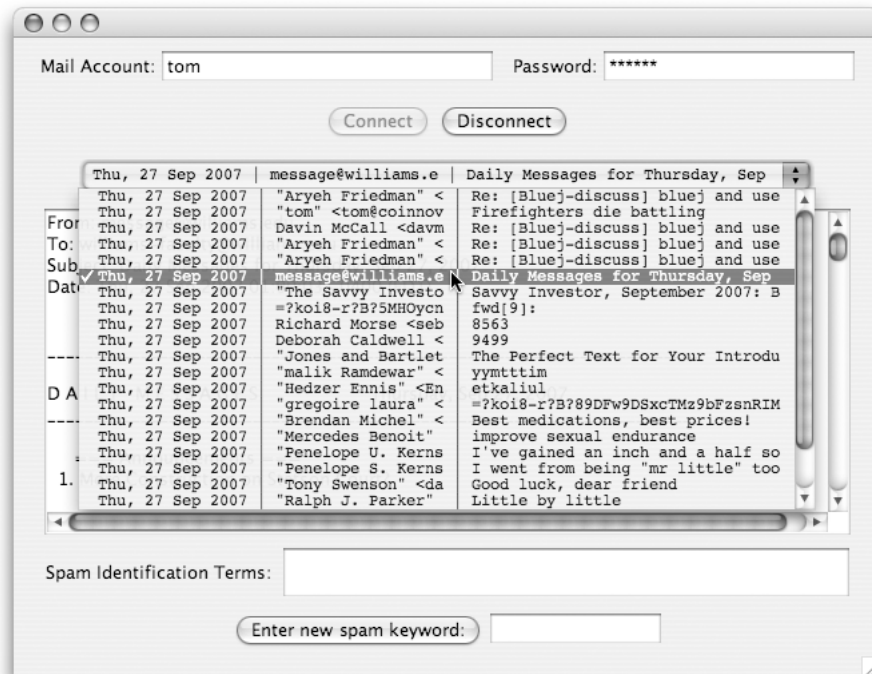 Mail Account: tom Password: ******
Connect Disconnect
Thu, 27 Sep 2007 | message@williams.e | Daily Messages for Thursday, Sep
Thu, 27 Sep 2007 | "Aryeh Friedman" < | Re: [Bluej-discuss] bluej and use
Thu, 27 Sep 2007 | "tom" <tom@coinnov | Firefighters die battling
Thu, 27 Sep 2007 | Davin McCall <davm | Re: [Bluej-discuss] bluej and use
Thu, 27 Sep 2007 | "Aryeh Friedman" < | Re: [Bluej-discuss] bluej and use
Thu, 27 Sep 2007 | "Aryeh Friedman" < | Re: [Bluej-discuss] bluej and use
✓ Thu, 27 Sep 2007 | message@williams.e | Daily Messages for Thursday, Sep
Thu, 27 Sep 2007 | "The Savvy Investo | Savvy Investor, September 2007: B
Thu, 27 Sep 2007 | =?koi8-r?B?5MHOycn | fwd[9]:
Thu, 27 Sep 2007 | Richard Morse <seb | 8563
Thu, 27 Sep 2007 | Deborah Caldwell < | 9499
Thu, 27 Sep 2007 | "Jones and Bartlet | The Perfect Text for Your Introdu
Thu, 27 Sep 2007 | "malik Ramdewar" < | yymtttim
Thu, 27 Sep 2007 | "Hedzer Ennis" <En | etkaliul
Thu, 27 Sep 2007 | "gregoire laura" < | =?koi8-r?B?89DFw9DSxcTMz9bFzsnRIM
Thu, 27 Sep 2007 | "Brendan Michel" < | Best medications, best prices!
Thu, 27 Sep 2007 | "Mercedes Benoit" | improve sexual endurance
Thu, 27 Sep 2007 | "Penelope U. Kerns | I've gained an inch and a half so
Thu, 27 Sep 2007 | "Penelope S. Kerns | I went from being "mr little" too
Thu, 27 Sep 2007 | "Tony Swenson" <da | Good luck, dear friend
Thu, 27 Sep 2007 | "Ralph J. Parker" | Little by little
From
To:
Sub
Date
----
D A
----
1.
Spam Identification Terms:
Enter new spam keyword: